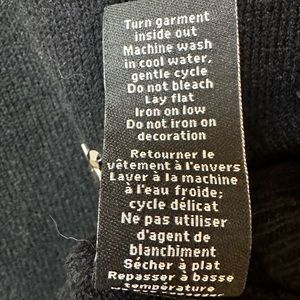 Turn garment
inside out
Machine wash
in cool water,
gentle cycle
Do not bleach
Lay flat
Iron on low
Do not iron on
decoration
Retourner le
vêtement à l'envers
Laver à la machine
à l'eau froide;
cycle délicat
Ne pas utiliser
d'agent de
blanchiment
Sécher à plat
Repasser à basse
température